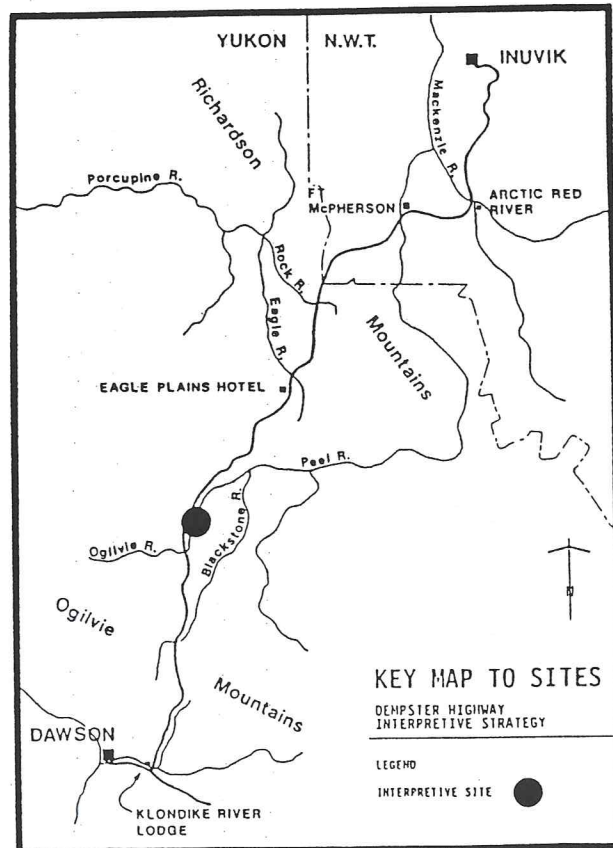 YUKON N.W.T.
INUVIK
Richardson
Mackenzie R.
Porcupine R.
FT
McPHERSON
ARCTIC RED
RIVER
Rock R.
Eagle R.
Mountains
EAGLE PLAINS HOTEL
Peel R.
Blackstone R.
Ogilvie R.
Ogilvie
Mountains
DAWSON
KLONDIKE RIVER
LODGE
N
KEY MAP TO SITES
DEMPSTER HIGHWAY
INTERPRETIVE STRATEGY
LEGEND
INTERPRETIVE SITE